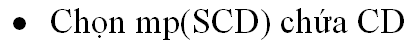 • Chọn mp(SCD) chứa CD